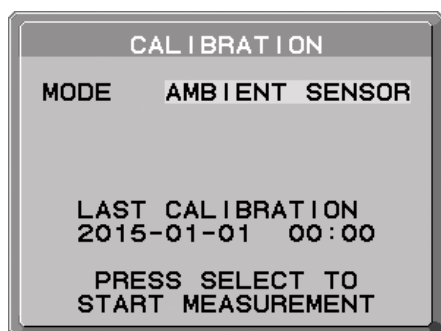 CALIBRATION
MODE AMBIENT SENSOR
LAST CALIBRATION
2015-01-01 00:00
PRESS SELECT TO
START MEASUREMENT